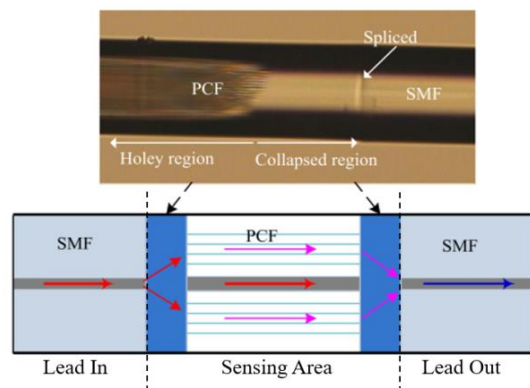 Spliced
PCF
SMF
Holey region
Collapsed region
SMF
PCF
SMF
Lead In
Sensing Area
Lead Out